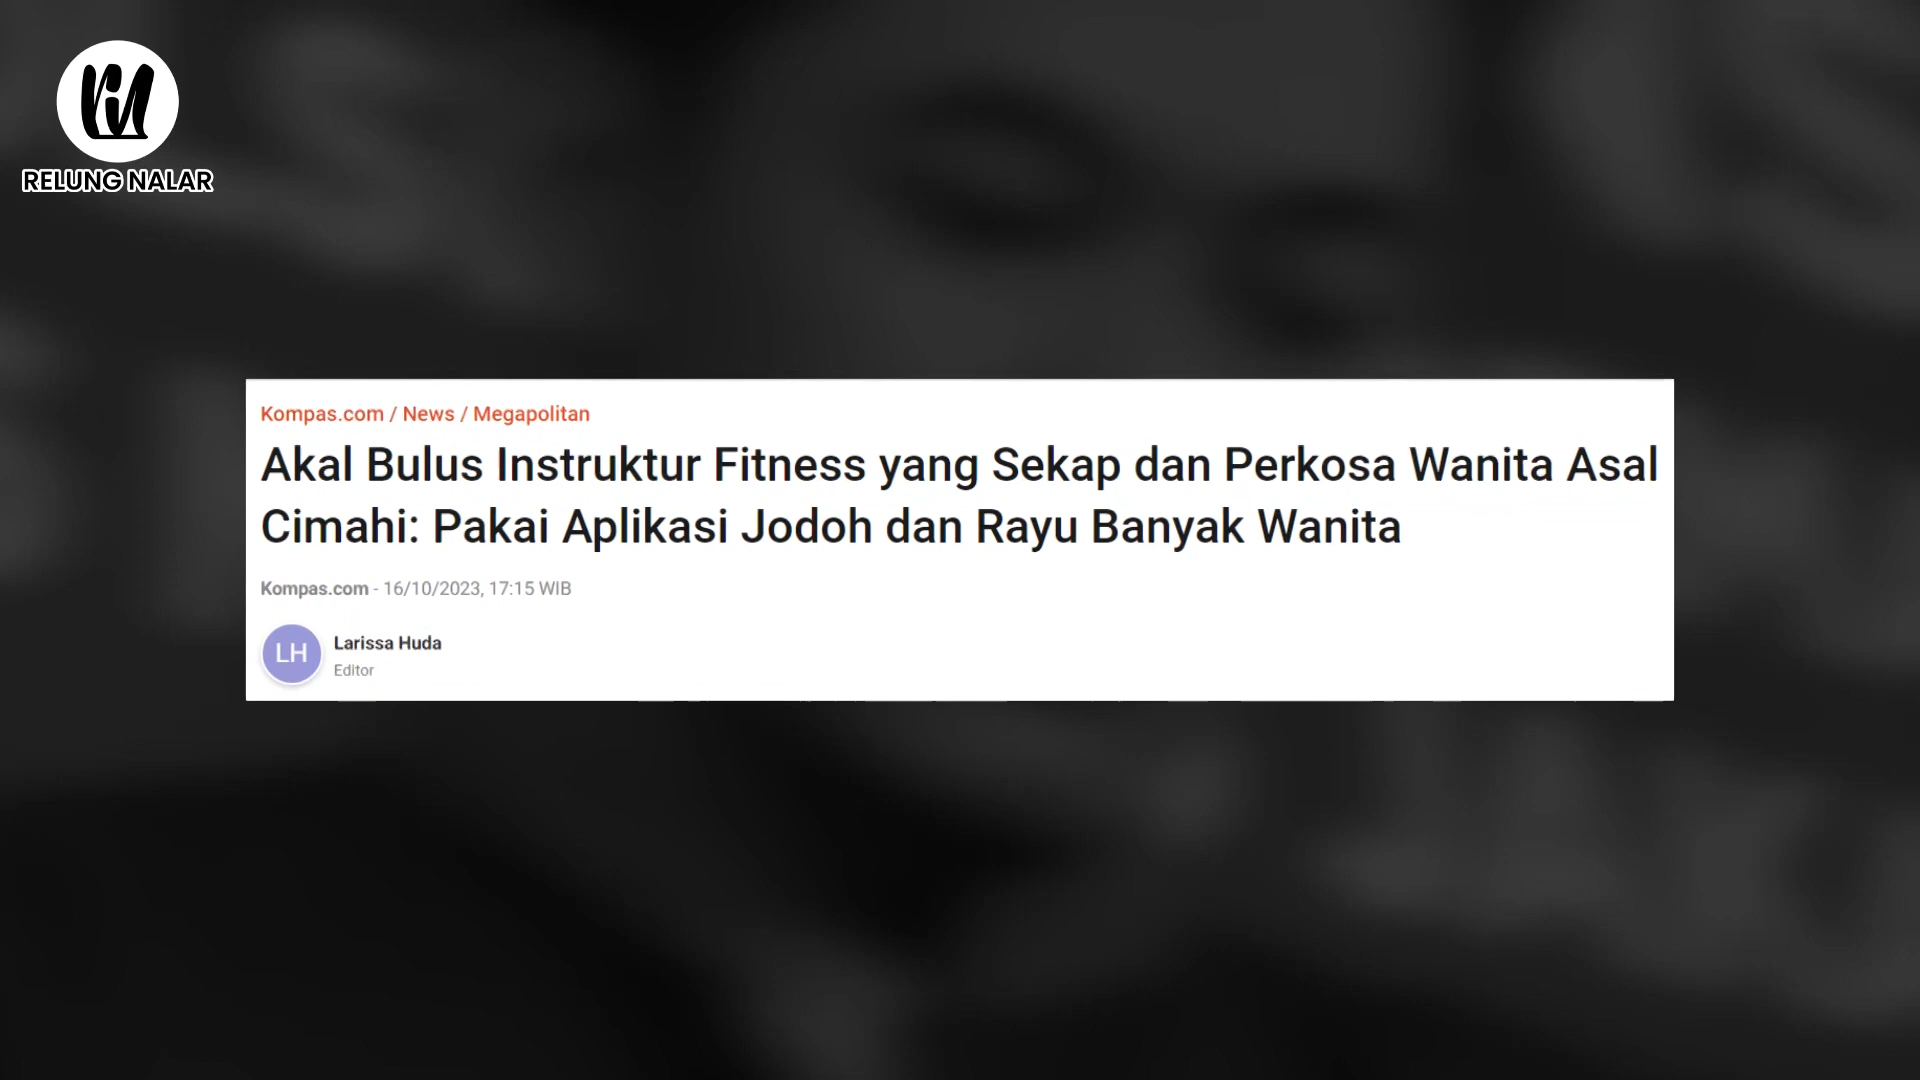 RELUNG NALAR
Kompas.com / News / Megapolitan
Akal Bulus Instruktur Fitness yang Sekap dan Perkosa Wanita Asal
Cimahi: Pakai Aplikasi Jodoh dan Rayu Banyak Wanita
Kompas.com - 16/10/2023, 17:15 WIB
LH
Larissa Huda
Editor